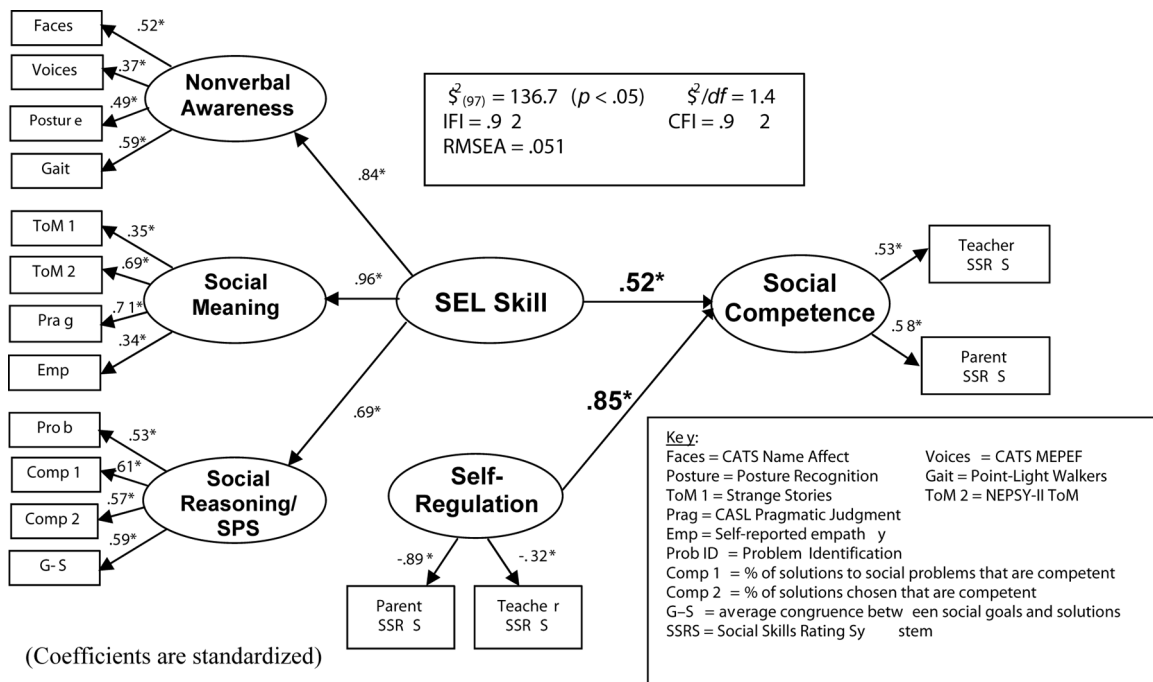 Faces
.52*
Voices
.37*
Nonverbal
Awareness
Postur e
.49*
Gait
.59*
$²(97) = 136.7 (p < .05) $²/df = 1.4
IFI = .9 2 CFI = .9 2
RMSEA = .051
.84*
ToM 1
.35*
ToM 2
.69*
Social
Meaning
Pra g
.7 1*
Emp
.34*
.96*
SEL Skill
.52*
Social
Competence
.53*
Teacher
SSR S
.5 8*
Parent
SSR S
.69*
.85*
Pro b
.53*
Comp 1
.61*
Social
Reasoning/
SPS
Comp 2
.57*
G- S
.59*
Self-
Regulation
-.89 *
-. 32*
Parent
SSR S
Teache r
SSR S
Ke y:
Faces = CATS Name Affect Voices = CATS MEPEF
Posture = Posture Recognition Gait = Point-Light Walkers
ToM 1 = Strange Stories ToM 2 = NEPSY-II ToM
Prag = CASL Pragmatic Judgment
Emp = Self-reported empath y
Prob ID = Problem Identification
Comp 1 = % of solutions to social problems that are competent
Comp 2 = % of solutions chosen that are competent
G–S = average congruence betw een social goals and solutions
SSRS = Social Skills Rating Sy stem
(Coefficients are standardized)